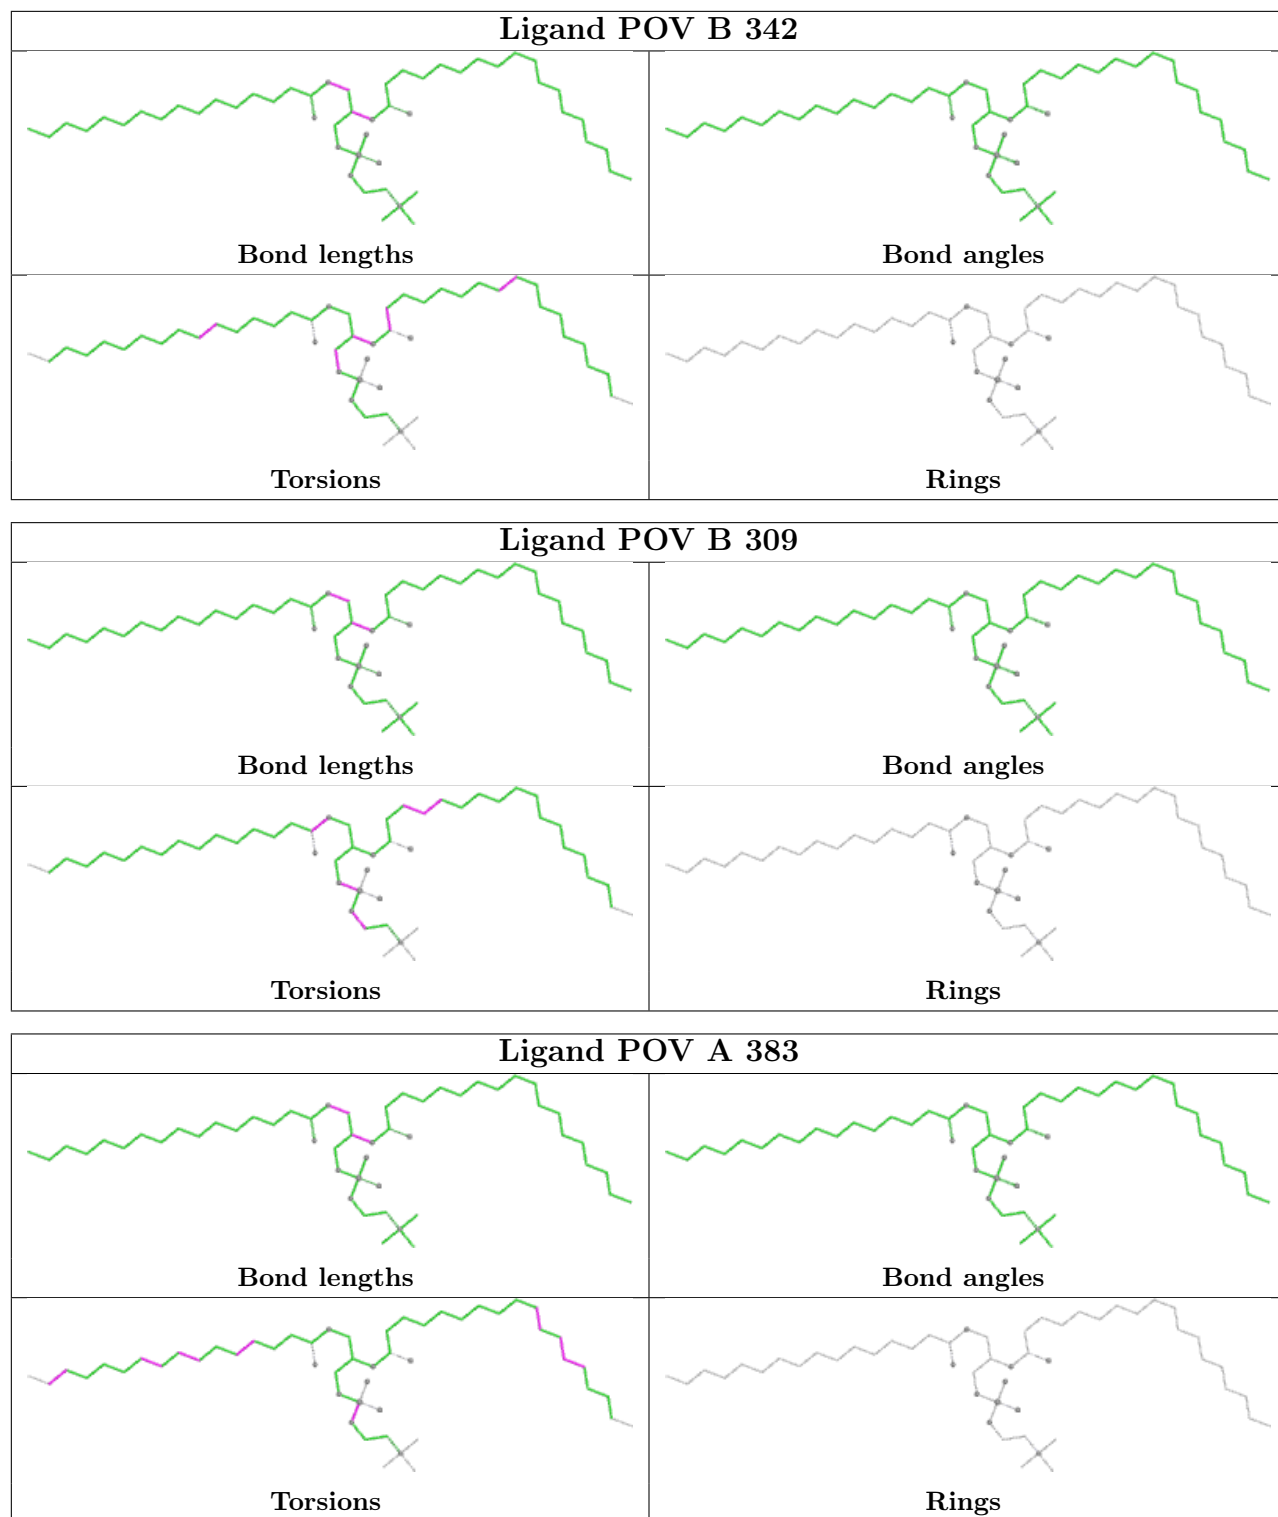 Ligand POV B 342
Bond lengths
Bond angles
Torsions
Rings
Ligand POV B 309
Bond lengths
Bond angles
Torsions
Rings
Ligand POV A 383
Bond lengths
Bond angles
Torsions
Rings